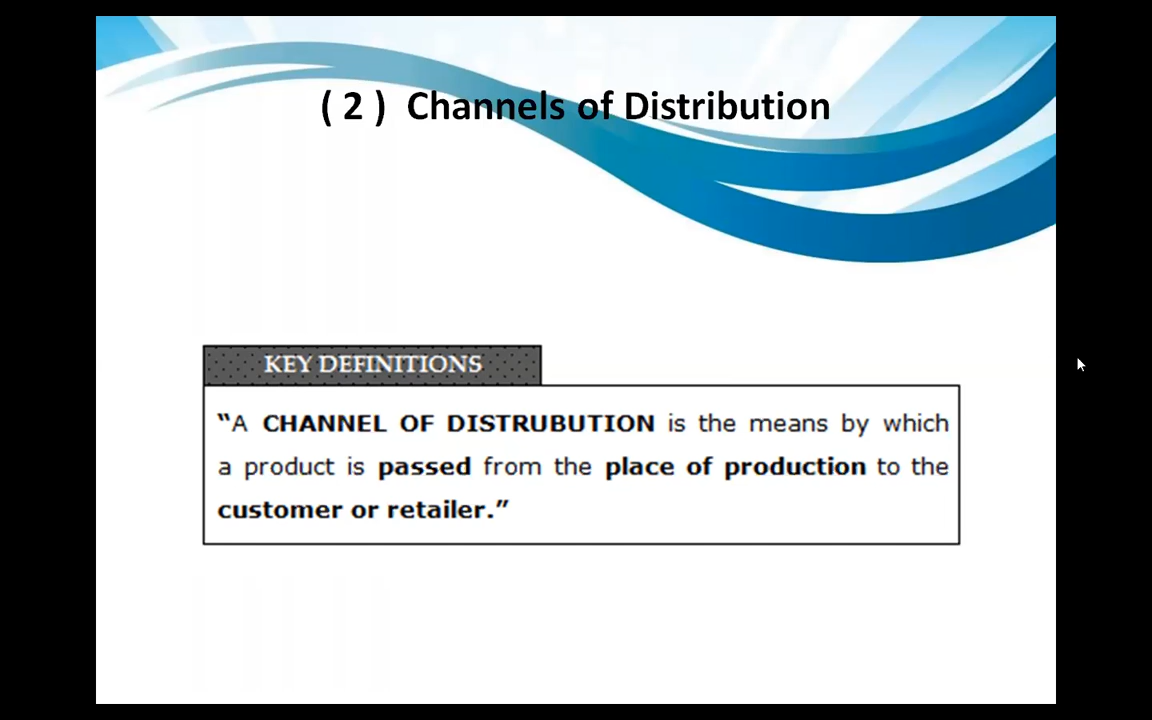 ( 2 ) Channels of Distribution
KEY DEFINITIONS
“A CHANNEL OF DISTRUBUTION is the means by which
a product is passed from the place of production to the
customer or retailer.”